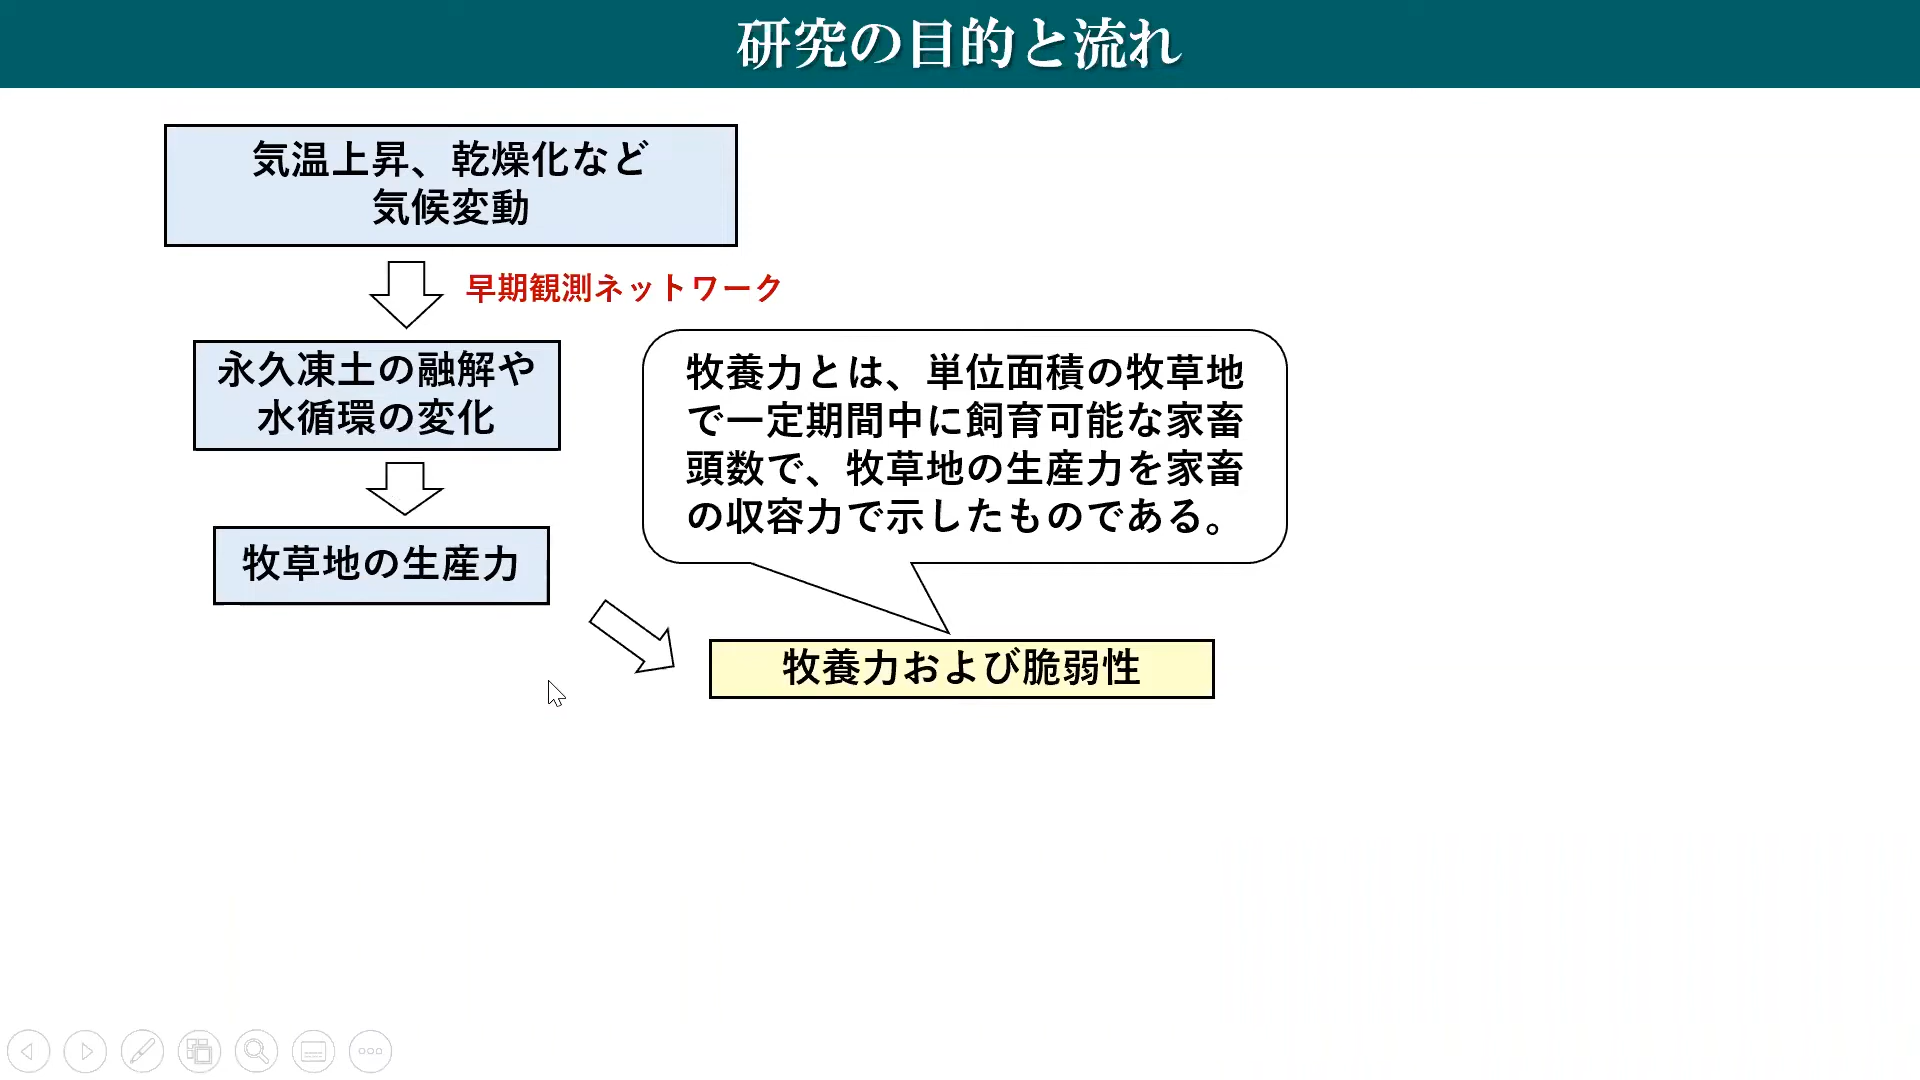 研究の目的と流れ
気温上昇、乾燥化など
気候変動
早期観測ネットワーク
永久凍土の融解や
水循環の変化
牧養力とは、単位面積の牧草地
で一定期間中に飼育可能な家畜
頭数で、牧草地の生産力を家畜
の収容力で示したものである。
牧草地の生産力
牧養力および脆弱性